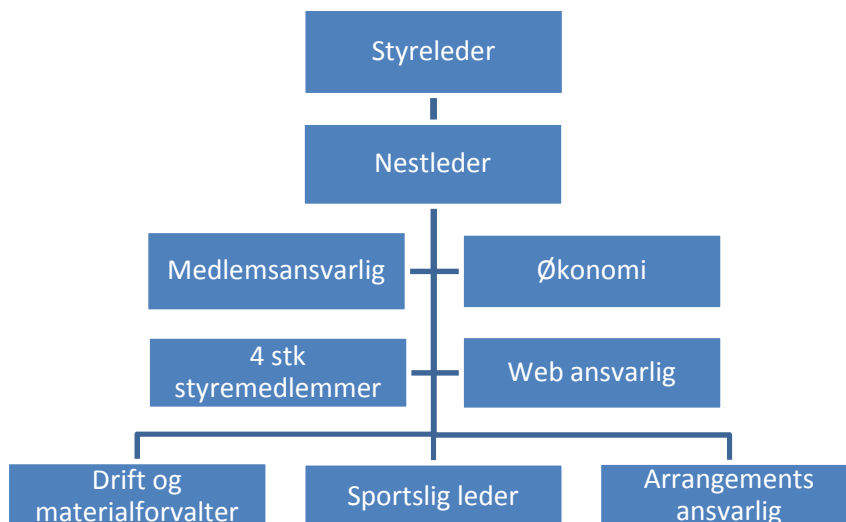 Styreleder
Nestleder
Medlemsansvarlig
Økonomi
4 stk
styremedlemmer
Web ansvarlig
Drift og
materialforvalter
Sportslig leder
Arrangements
ansvarlig